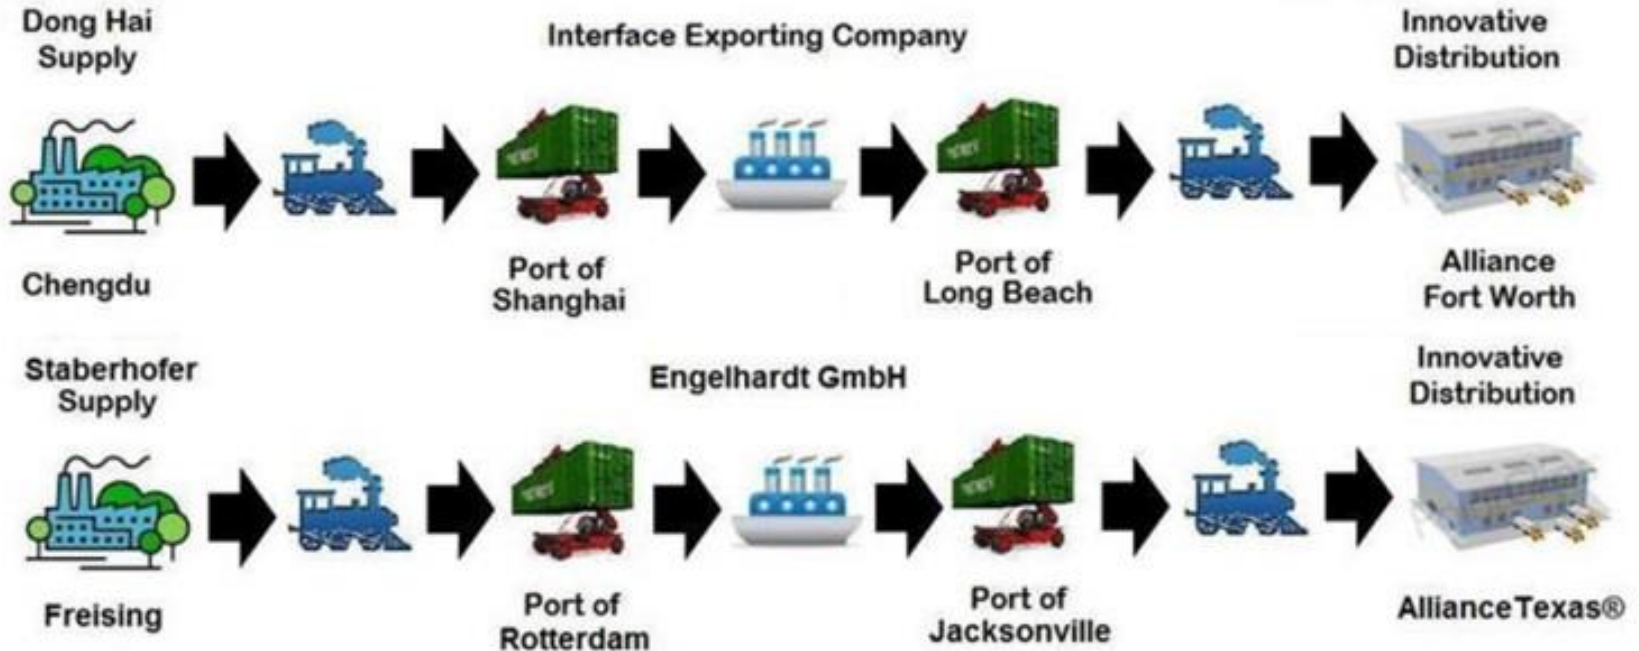 Dong Hai
Supply
Interface Exporting Company
Innovative
Distribution
Chengdu
Port of
Shanghai
Port of
Long Beach
Alliance
Fort Worth
Staberhofer
Supply
Engelhardt GmbH
Innovative
Distribution
Freising
Port of
Rotterdam
Port of
Jacksonville
AllianceTexas®